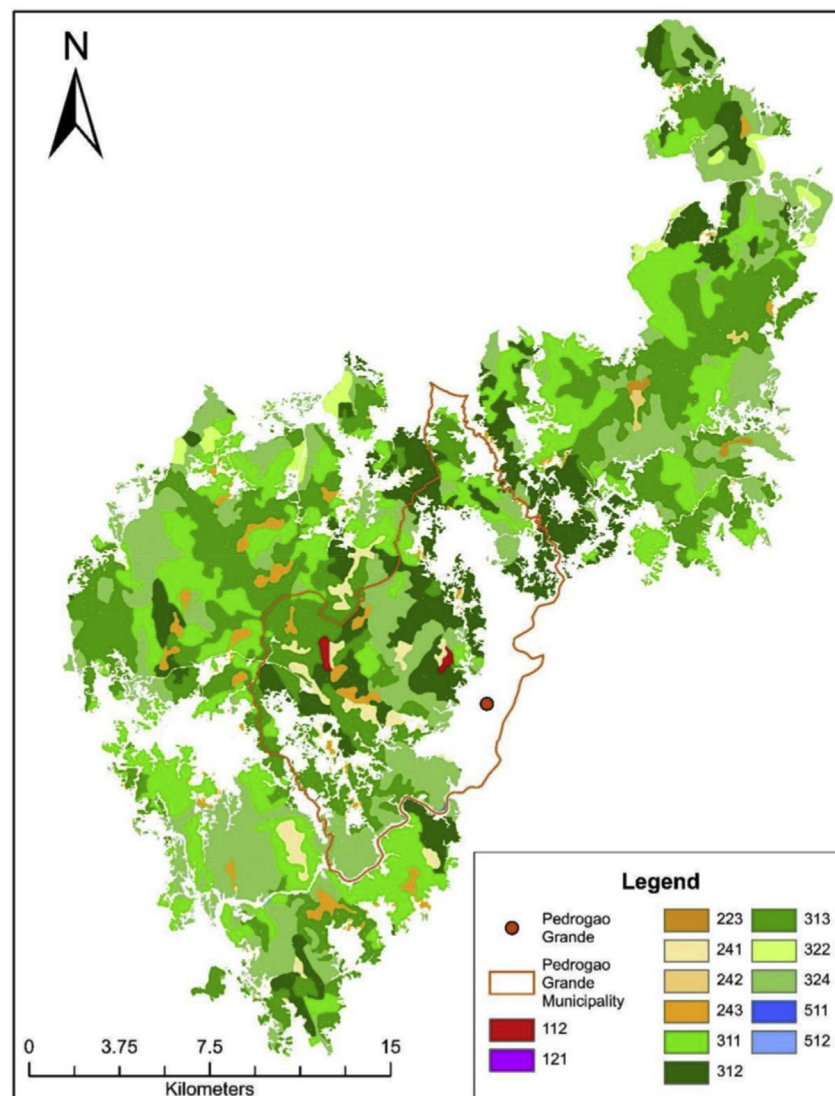 N
Legend
Pedrogao
Grande
Pedrogao
Grande
Municipality
112
121
223
241
242
243
311
312
313
322
324
511
512
0 3.75 7.5 15
Kilometers